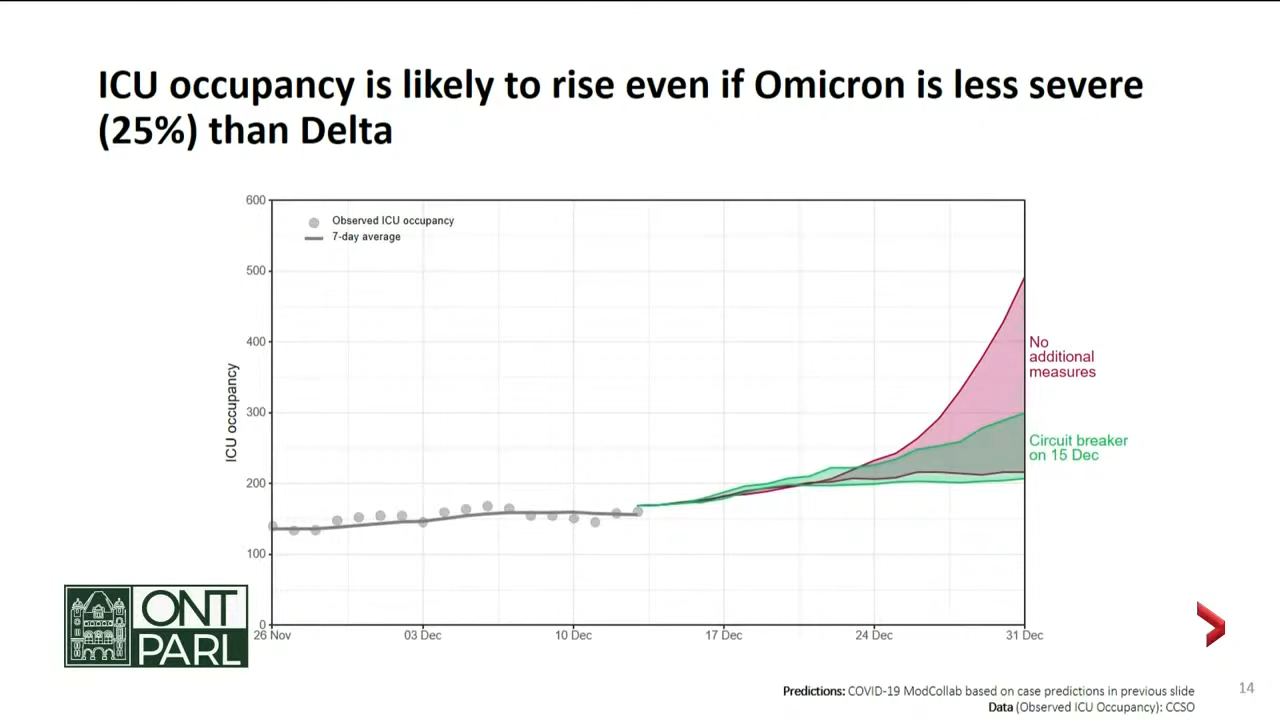 ICU occupancy is likely to rise even if Omicron is less severe
(25%) than Delta
600
500
400
300
200
100
0
ICU occupancy
Observed ICU occupancy
7-day average
No
additional
measures
Circuit breaker
on 15 Dec
26 Nov
03 Dec
10 Dec
17 Dec
24 Dec
31 Dec
ONT
PARL
Predictions: COVID-19 ModCollab based on case predictions in previous slide
Data (Observed ICU Occupancy): CCSO
14